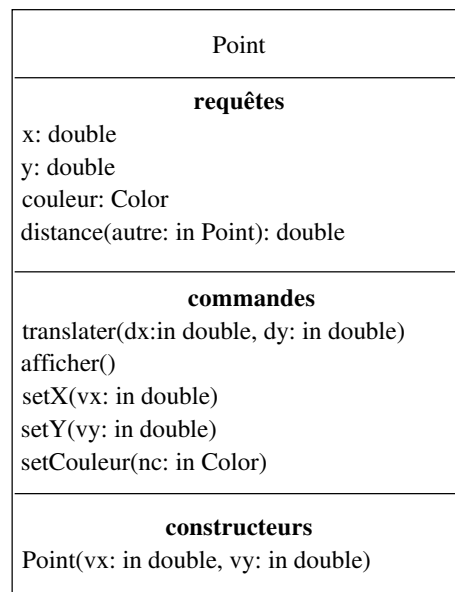 Point
requêtes
x: double
y: double
couleur: Color
distance(autre: in Point): double
commandes
translater(dx:in double, dy: in double)
afficher()
setX(vx: in double)
setY(vy: in double)
setCouleur(nc: in Color)
constructeurs
Point(vx: in double, vy: in double)